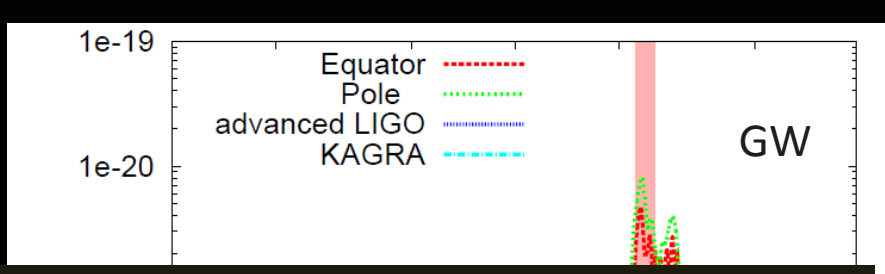 1e-19
Equator
Pole
advanced LIGO
GW
KAGRA
1e-20